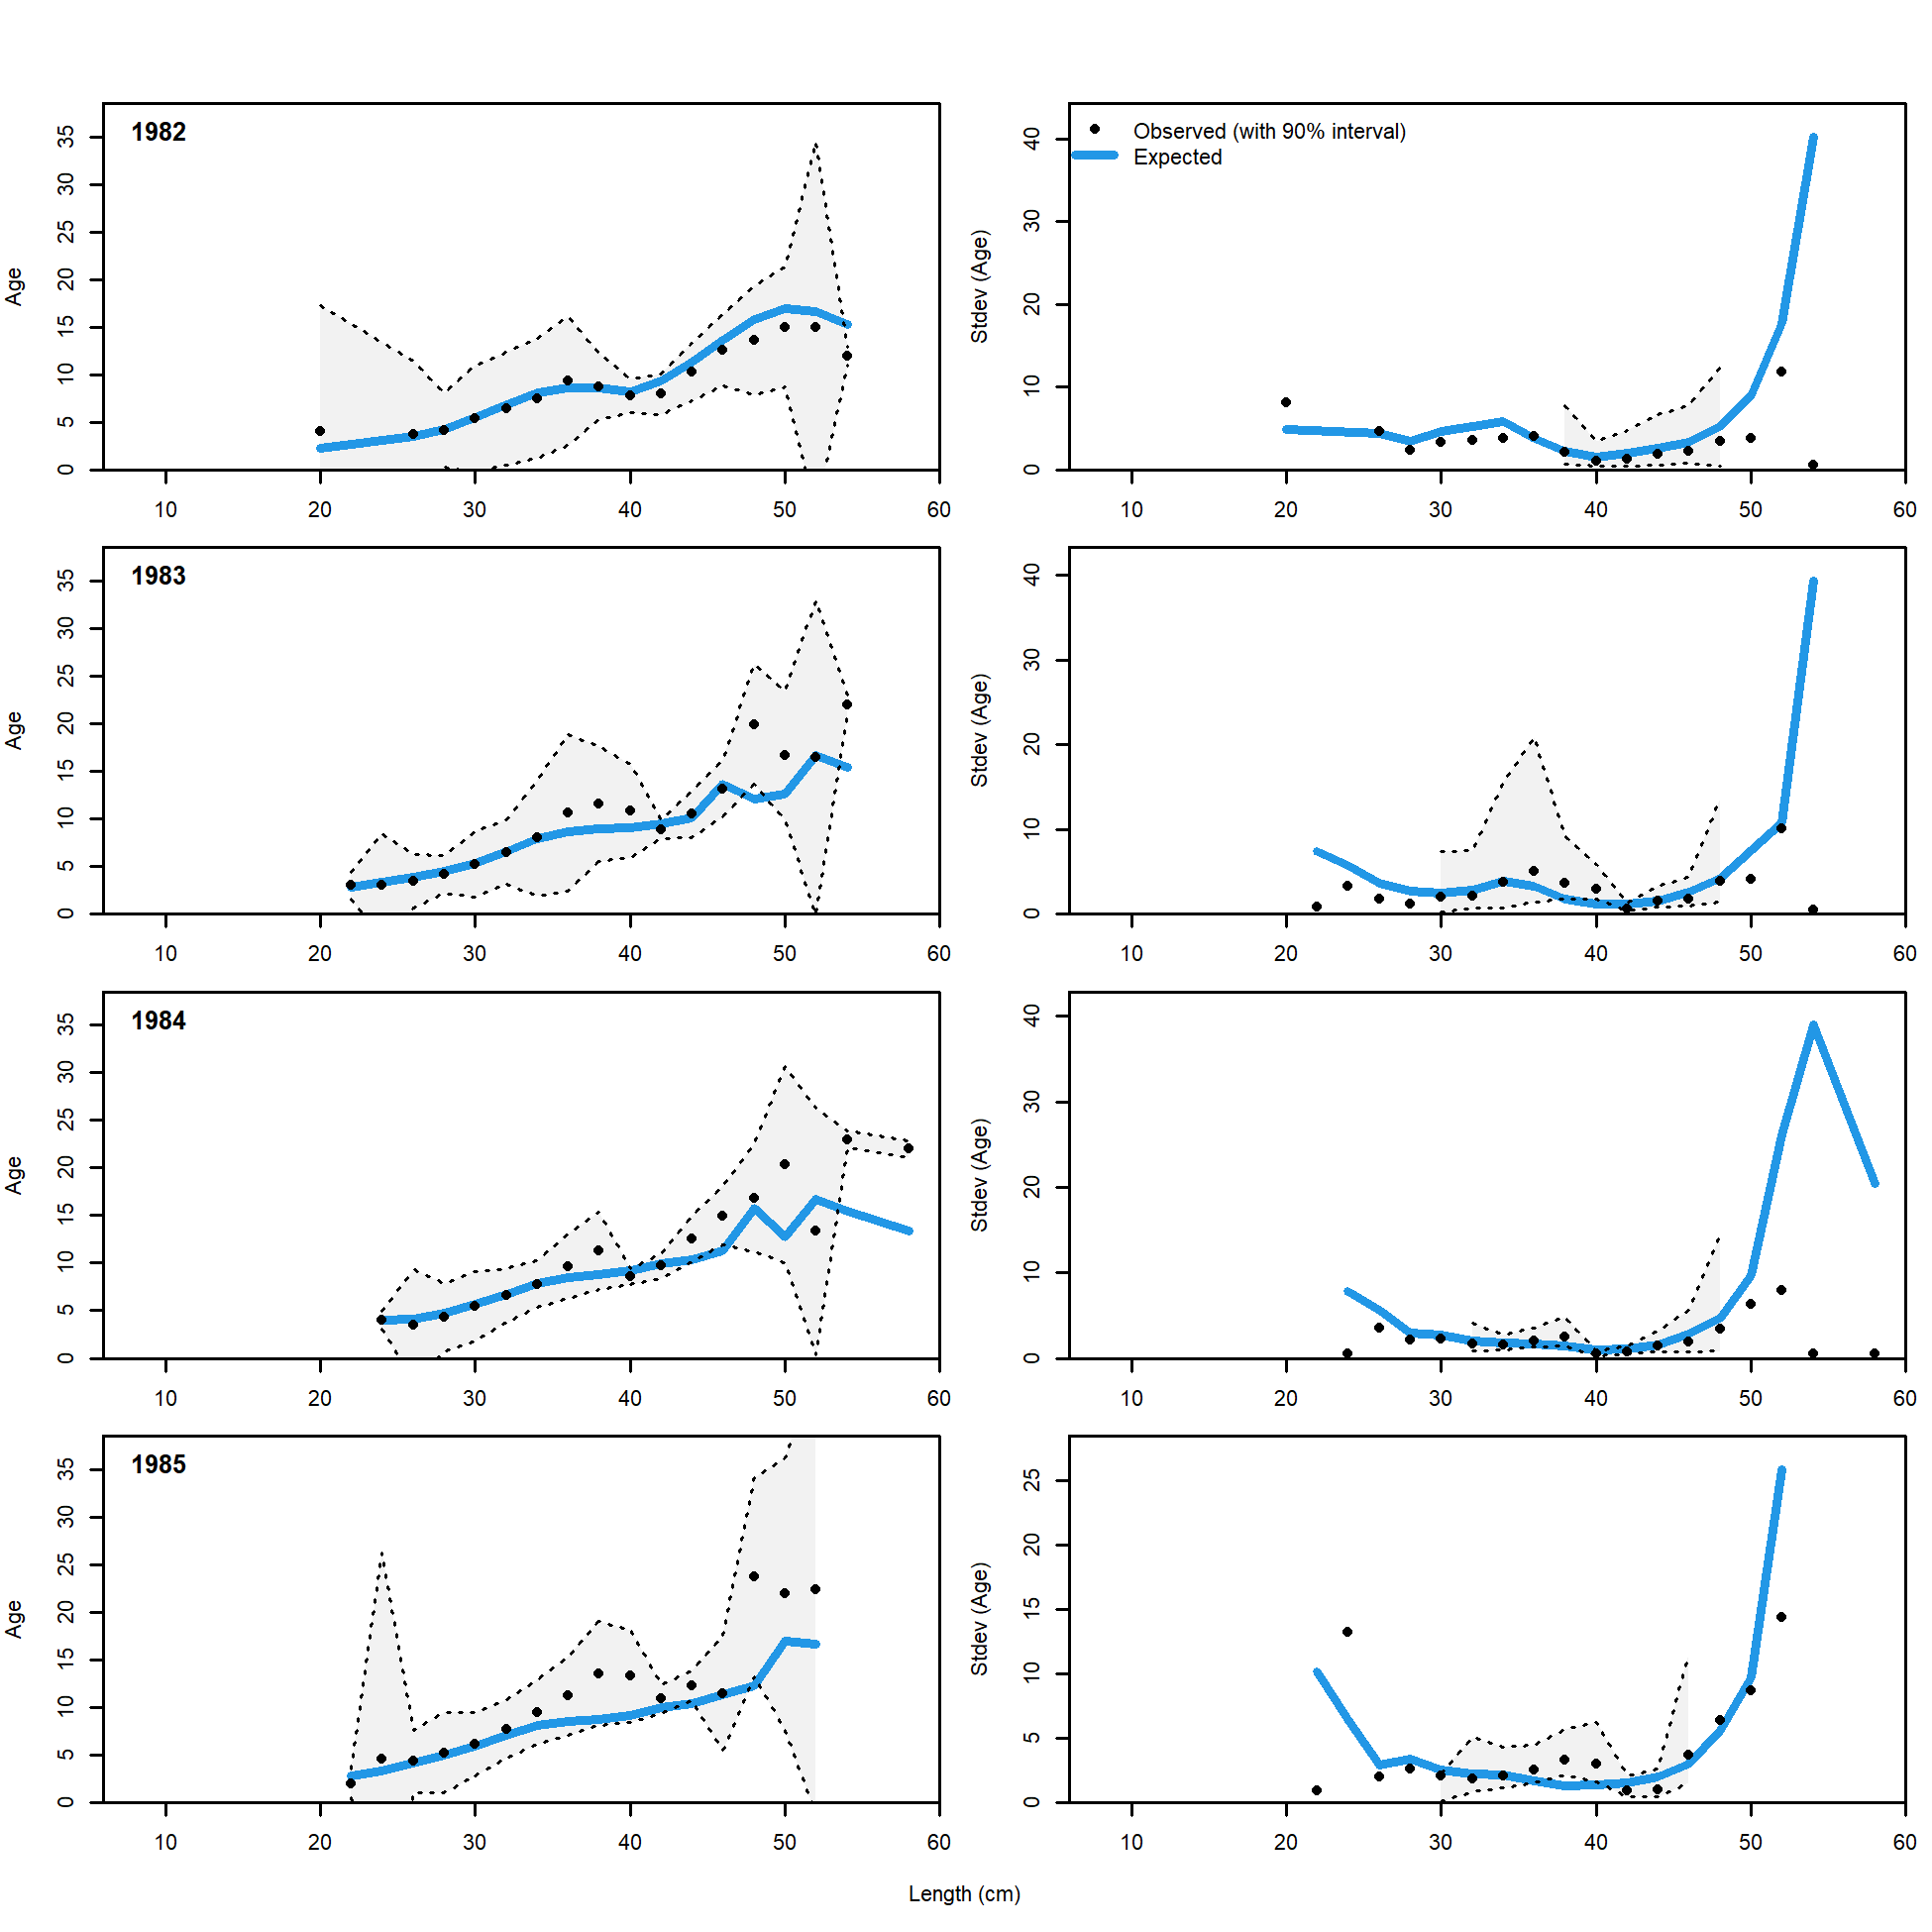 1982
Age
0 5 10 15 20 25 30 35
10 20 30 40 50 60
Observed (with 90% interval)
Expected
Stdev (Age)
0 10 20 30 40
10 20 30 40 50 60
1983
Age
0 5 10 15 20 25 30 35
10 20 30 40 50 60
Stdev (Age)
0 10 20 30 40
10 20 30 40 50 60
1984
Age
0 5 10 15 20 25 30 35
10 20 30 40 50 60
Stdev (Age)
0 10 20 30 40
10 20 30 40 50 60
1985
Age
0 5 10 15 20 25 30 35
10 20 30 40 50 60
Stdev (Age)
0 5 10 15 20 25
10 20 30 40 50 60
Length (cm)